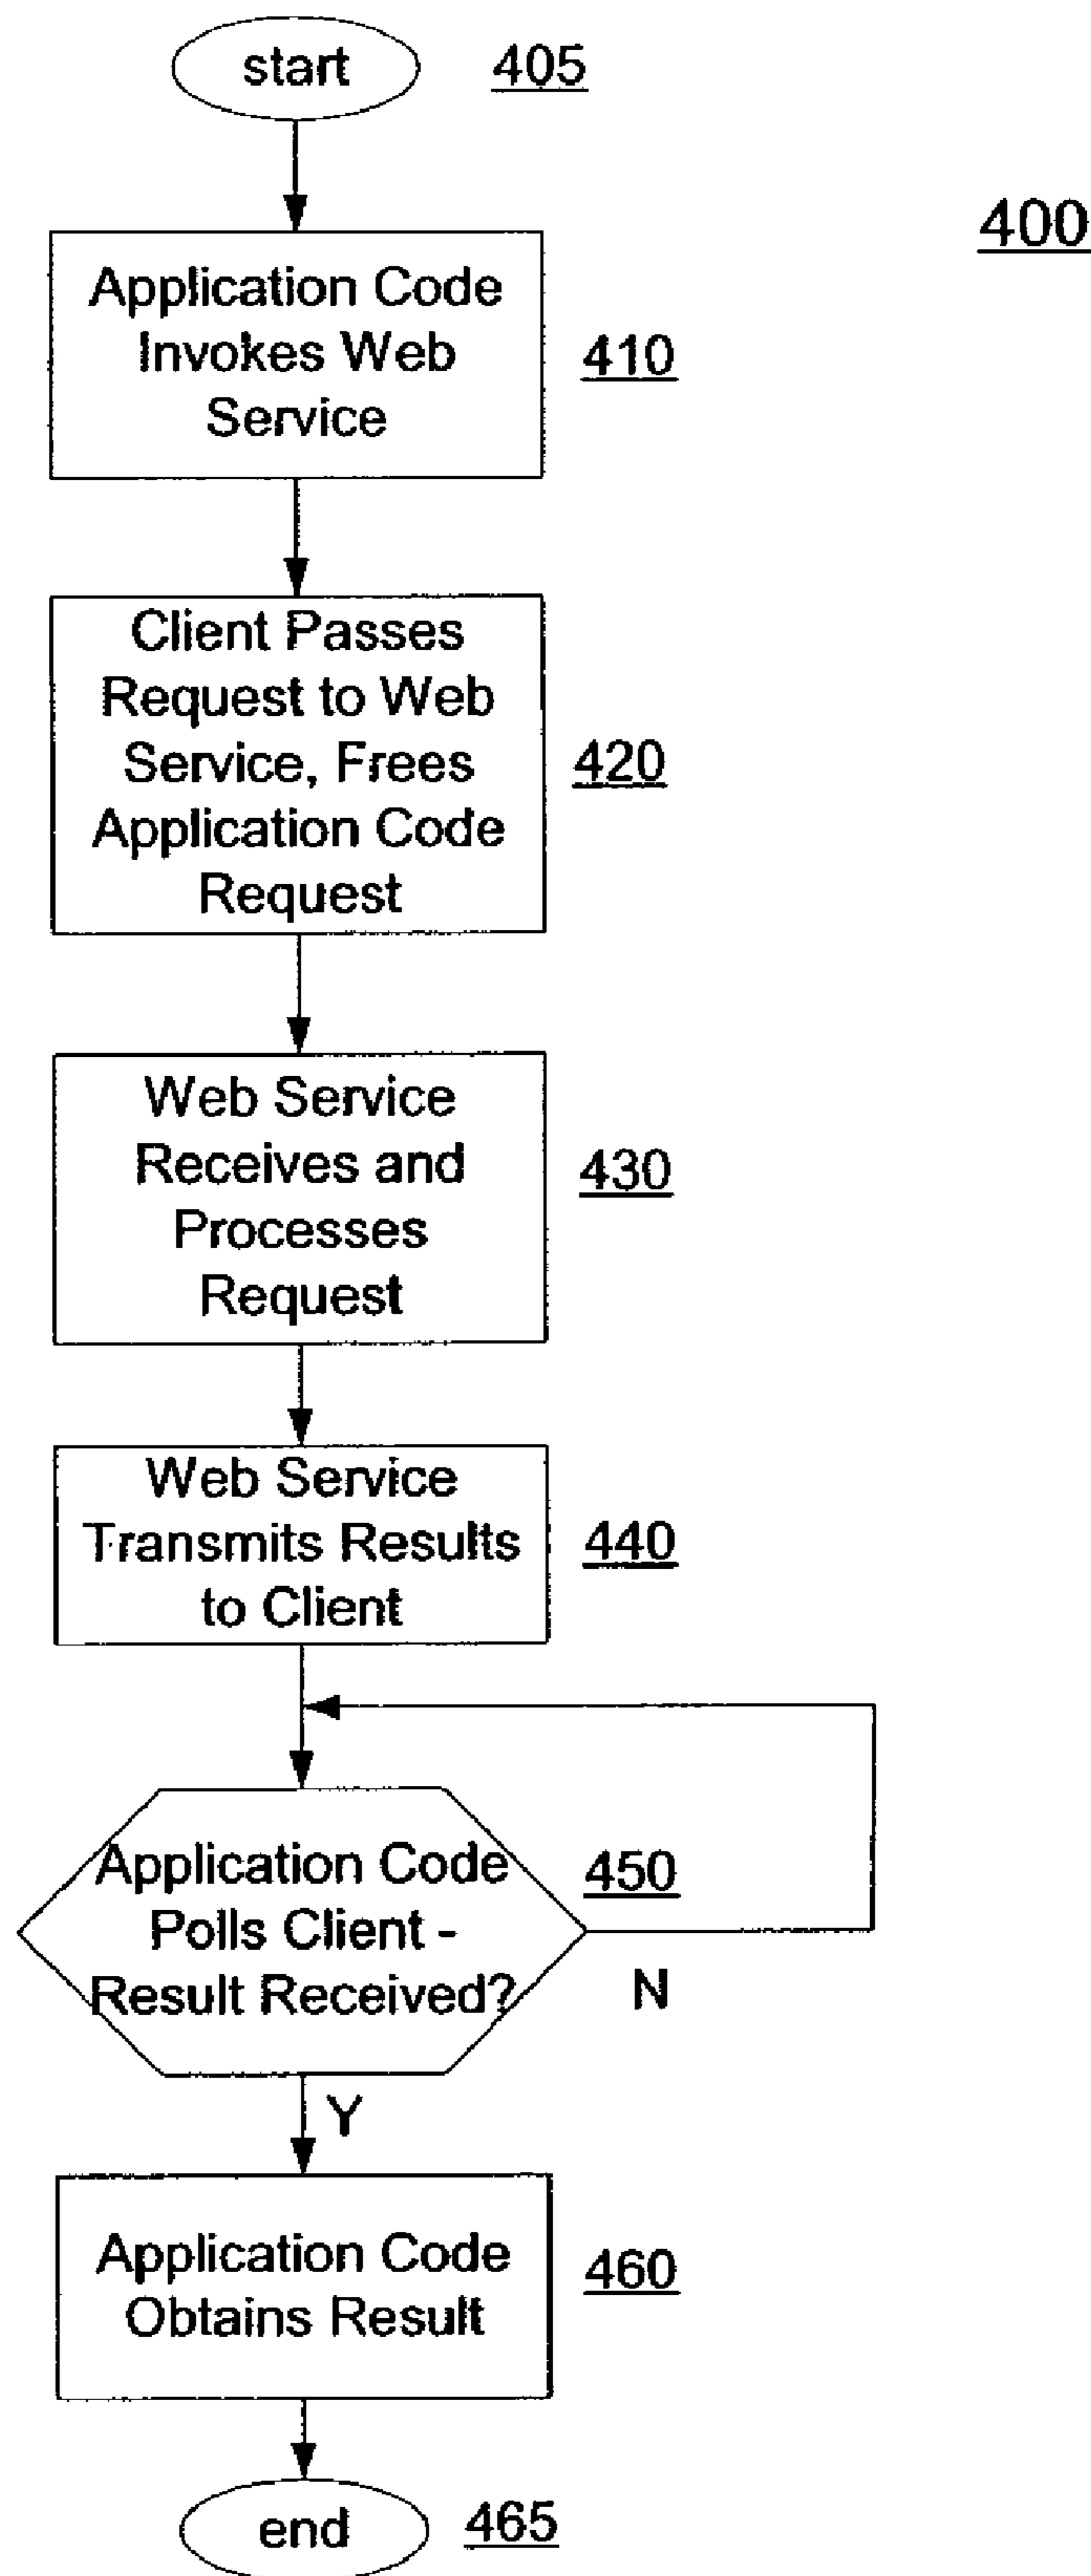 start
405
400
Application Code
Invokes Web
Service
410
Client Passes
Request to Web
Service, Frees
Application Code
Request
420
Web Service
Receives and
Processes
Request
430
Web Service
Transmits Results
to Client
440
Application Code
Polls Client -
Result Received?
450
N
Y
Application Code
Obtains Result
460
end
465